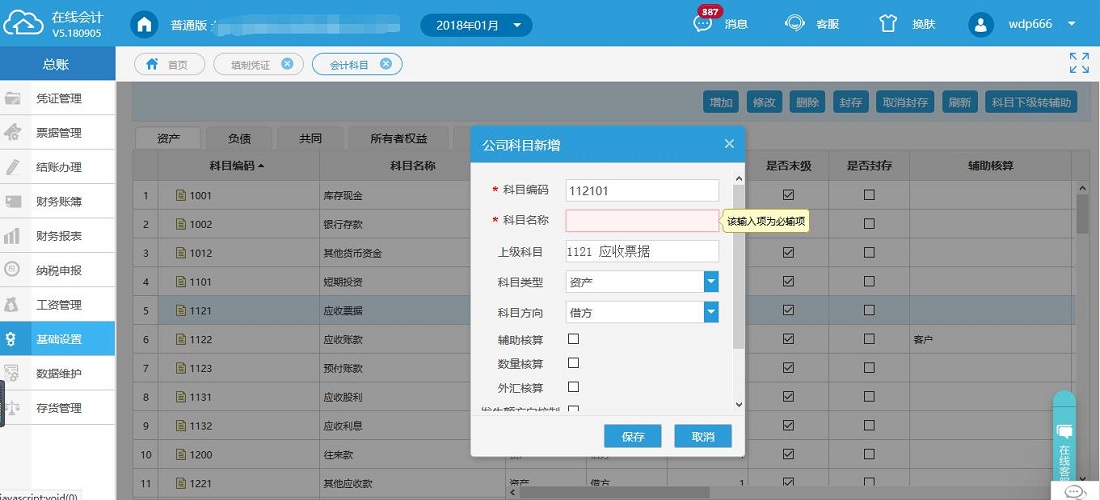 在线会计
V5.180905
普通版:
2018年01月
387
消息
客服
换肤
wdp666
总账
首页
填制凭证
会计科目
凭证管理
票据管理
结账办理
财务账簿
财务报表
纳税申报
工资管理
基础设置
数据维护
存货管理
增加 修改 删除 封存 取消封存 刷新 科目下级转辅助
资产 负债 共同 所有者权益
科目编码 科目名称 是否末级 是否封存 辅助核算
1 1001 库存现金
2 1002 银行存款
3 1012 其他货币资金
4 1101 短期投资
5 1121 应收票据
6 1122 应收账款 客户
7 1123 预付账款
8 1131 应收股利
9 1132 应收利息
10 1200 往来款
11 1221 其他应收款 资产 借方 1
公司科目新增
* 科目编码 112101
* 科目名称
该输入项为必输项
上级科目 1121 应收票据
科目类型 资产
科目方向 借方
辅助核算
数量核算
外汇核算
保存 取消
在线客服
javascript:void(0)